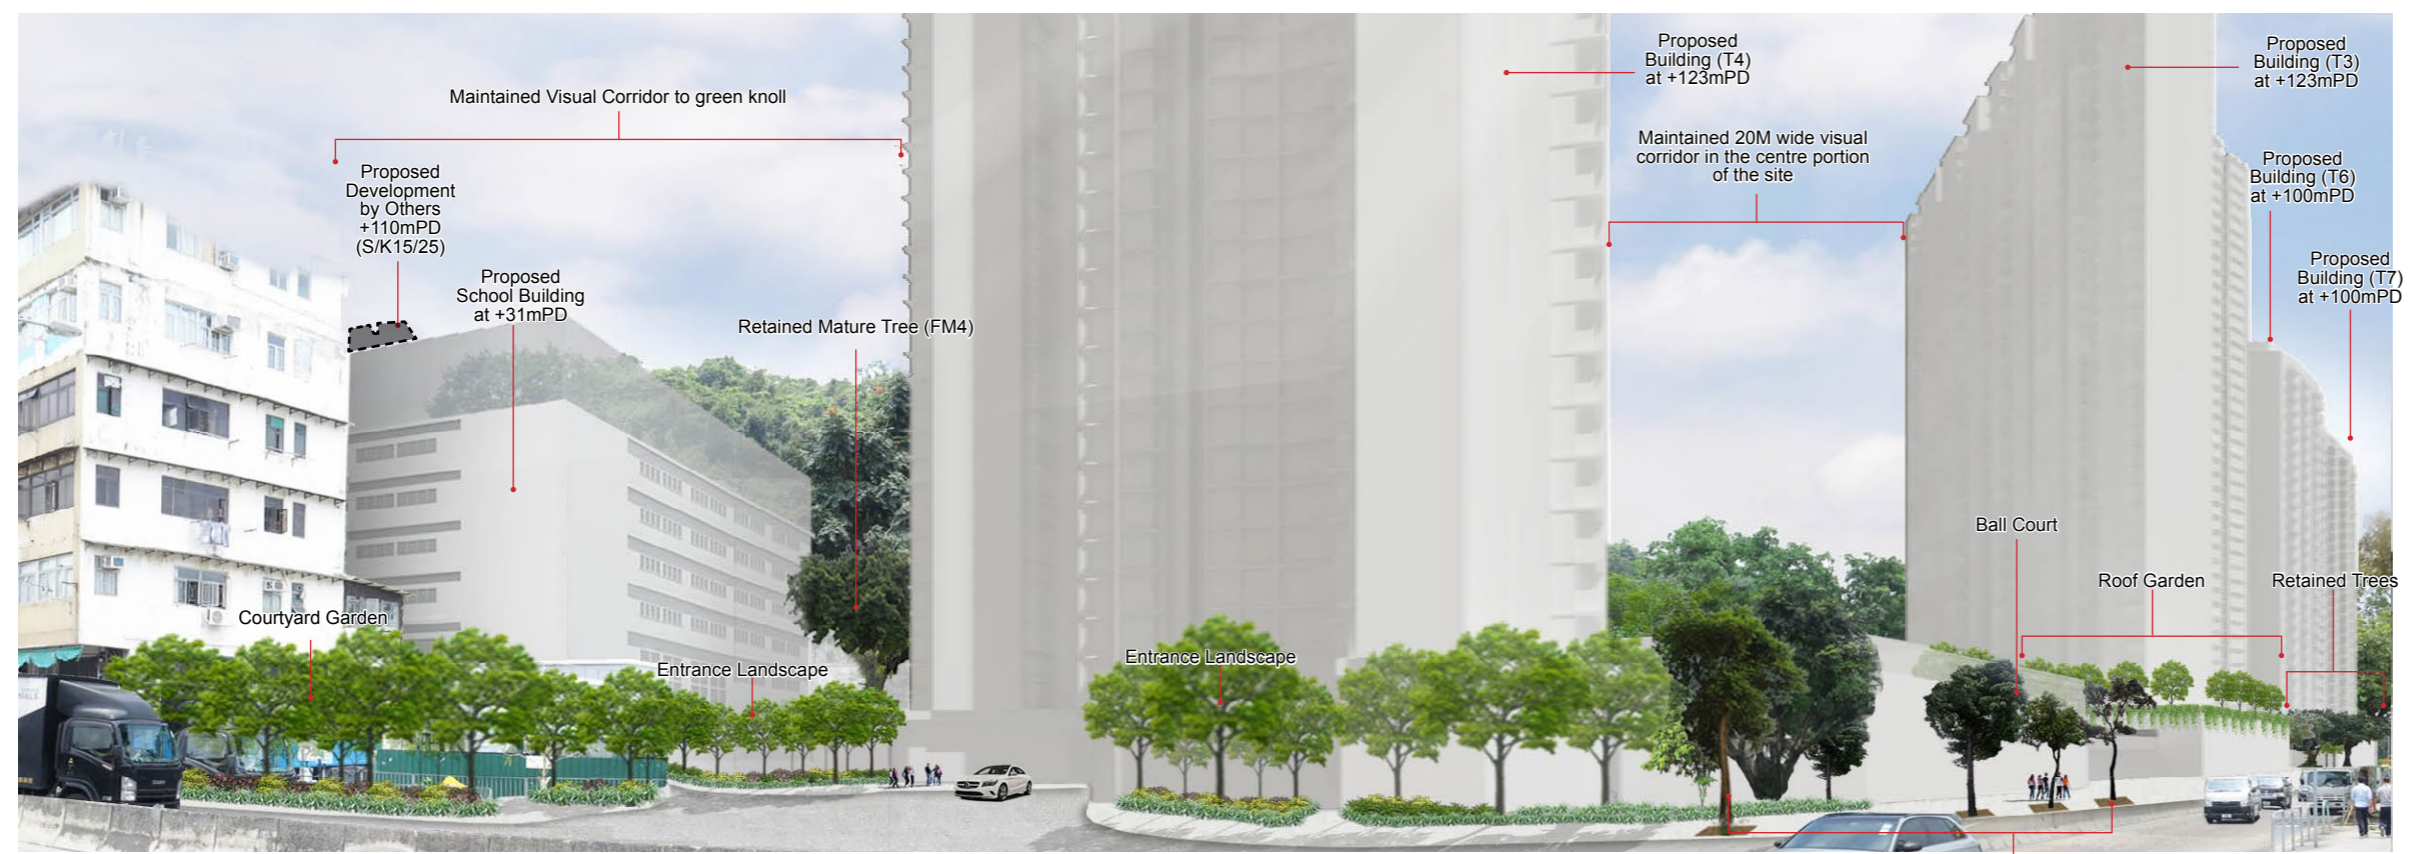 Maintained Visual Corridor to green knoll
Proposed
Development
by Others
+110mPD
(S/K15/25)
Proposed
School Building
at +31mPD
Retained Mature Tree (FM4)
Courtyard Garden
Entrance Landscape
Entrance Landscape
Proposed
Building (T4)
at +123mPD
Maintained 20M wide visual
corridor in the centre portion
of the site
Proposed
Building (T3)
at +123mPD
Proposed
Building (T6)
at +100mPD
Proposed
Building (T7)
at +100mPD
Ball Court
Roof Garden
Retained Trees